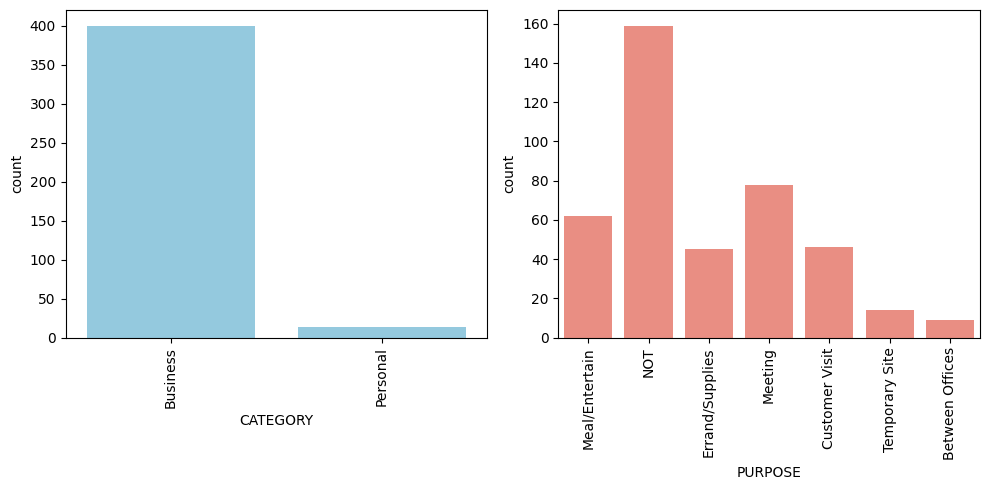 400
350
300
250
200
150
100
50
0
count
Business
Personal
CATEGORY
160
140
120
100
80
60
40
20
0
count
Meal/Entertain
NOT
Errand/Supplies
Meeting
Customer Visit
Temporary Site
Between Offices
PURPOSE